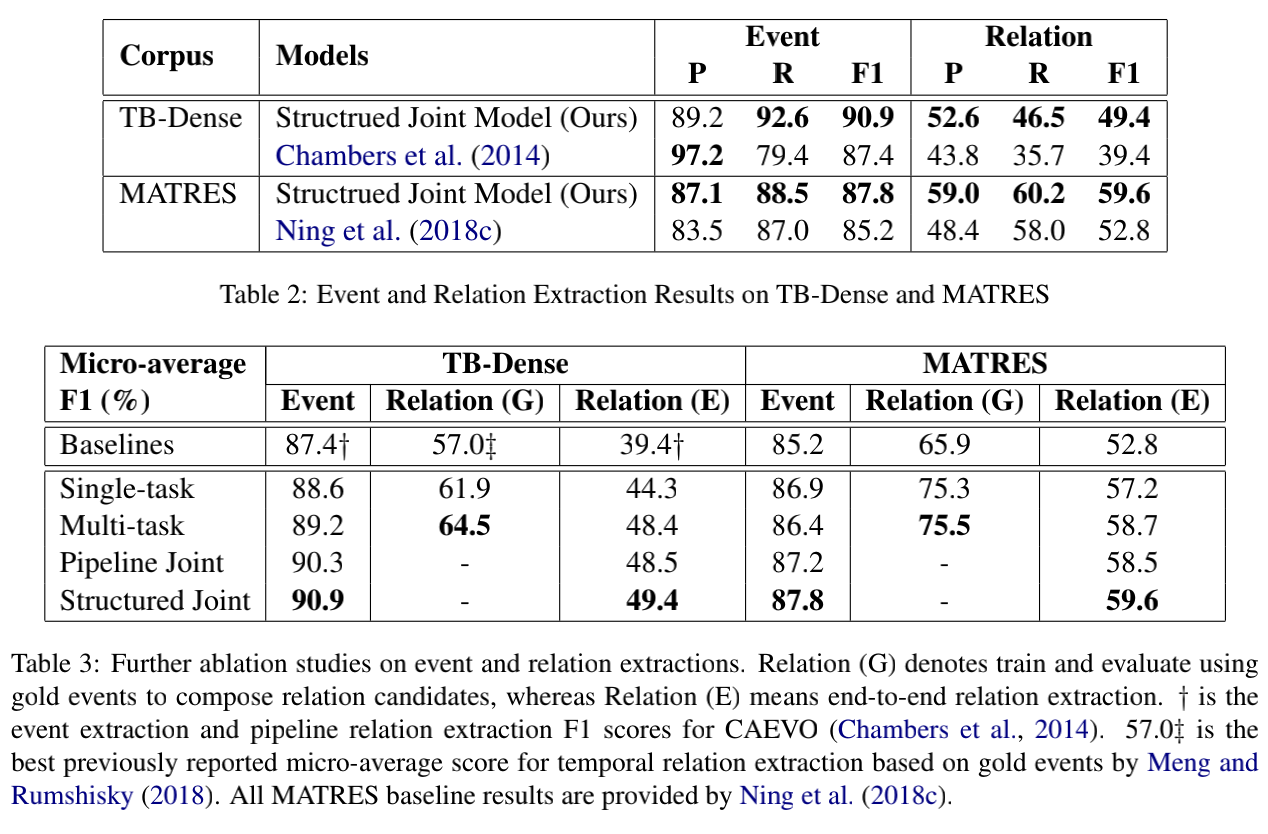 Corpus Models Event Relation
P R F1 P R F1
TB-Dense Structrued Joint Model (Ours) 89.2 92.6 90.9 52.6 46.5 49.4
Chambers et al. (2014) 97.2 79.4 87.4 43.8 35.7 39.4
MATRES Structrued Joint Model (Ours) 87.1 88.5 87.8 59.0 60.2 59.6
Ning et al. (2018c) 83.5 87.0 85.2 48.4 58.0 52.8
Table 2: Event and Relation Extraction Results on TB-Dense and MATRES
Micro-average TB-Dense MATRES
F1 (%) Event Relation (G) Relation (E) Event Relation (G) Relation (E)
Baselines 87.4† 57.0‡ 39.4† 85.2 65.9 52.8
Single-task 88.6 61.9 44.3 86.9 75.3 57.2
Multi-task 89.2 64.5 48.4 86.4 75.5 58.7
Pipeline Joint 90.3 - 48.5 87.2 - 58.5
Structured Joint 90.9 - 49.4 87.8 - 59.6
Table 3: Further ablation studies on event and relation extractions. Relation (G) denotes train and evaluate using
gold events to compose relation candidates, whereas Relation (E) means end-to-end relation extraction. † is the
event extraction and pipeline relation extraction F1 scores for CAEVO (Chambers et al., 2014). 57.0‡ is the
best previously reported micro-average score for temporal relation extraction based on gold events by Meng and
Rumshisky (2018). All MATRES baseline results are provided by Ning et al. (2018c).